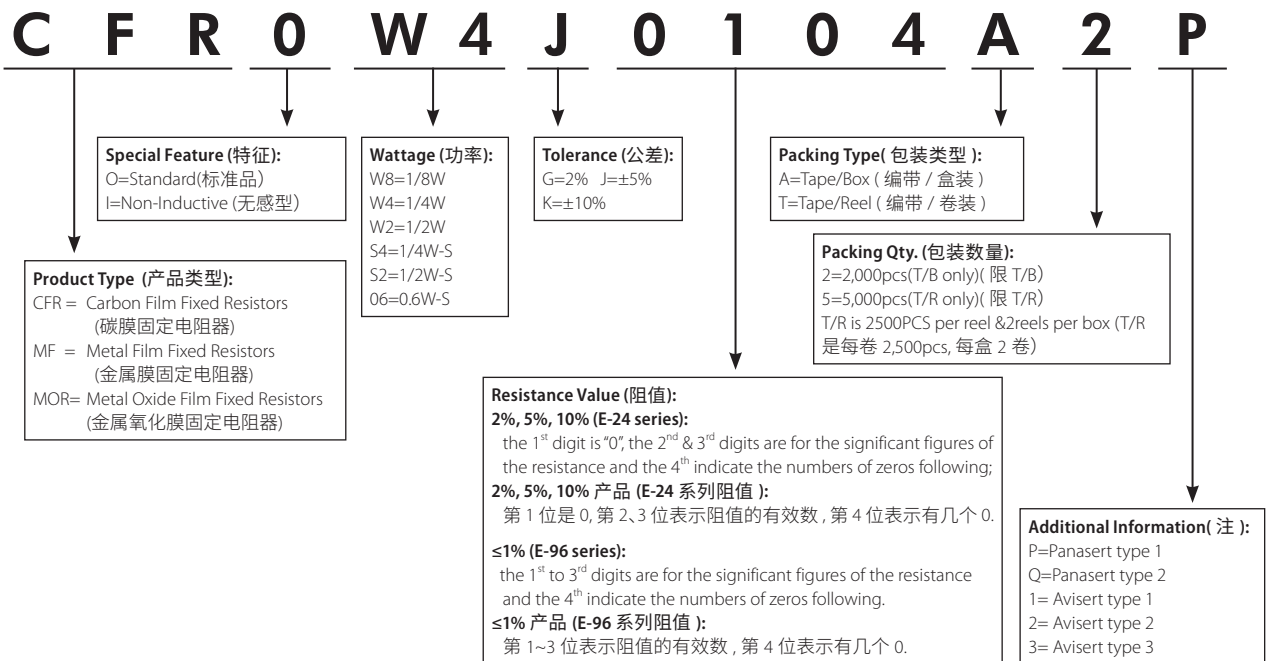 C F R 0 W 4 J 0 1 0 4 A 2 P
Special Feature (特征):
O=Standard(标准品)
I=Non-Inductive (无感型)
Wattage (功率):
W8=1/8W
W4=1/4W
W2=1/2W
S4=1/4W-S
S2=1/2W-S
06=0.6W-S
Tolerance (公差):
G=2% J=±5%
K=±10%
Packing Type( 包装类型 ):
A=Tape/Box ( 编带 / 盒装 )
T=Tape/Reel ( 编带 / 卷装 )
Packing Qty. (包装数量):
2=2,000pcs(T/B only)( 限 T/B)
5=5,000pcs(T/R only)( 限 T/R)
T/R is 2500PCS per reel &2reels per box (T/R
是每卷 2,500pcs, 每盒 2 卷)
Product Type (产品类型):
CFR = Carbon Film Fixed Resistors
(碳膜固定电阻器)
MF = Metal Film Fixed Resistors
(金属膜固定电阻器)
MOR= Metal Oxide Film Fixed Resistors
(金属氧化膜固定电阻器)
Resistance Value (阻值):
2%, 5%, 10% (E-24 series):
the 1st digit is "0", the 2nd & 3rd digits are for the significant figures of
the resistance and the 4th indicate the numbers of zeros following;
2%, 5%, 10% 产品 (E-24 系列阻值 ):
第 1 位是 0, 第 2、3 位表示阻值的有效数 , 第 4 位表示有几个 0.
≤1% (E-96 series):
the 1st to 3rd digits are for the significant figures of the resistance
and the 4th indicate the numbers of zeros following.
≤1% 产品 (E-96 系列阻值 ):
第 1~3 位表示阻值的有效数 , 第 4 位表示有几个 0.
Additional Information( 注 ):
P=Panasert type 1
Q=Panasert type 2
1= Avisert type 1
2= Avisert type 2
3= Avisert type 3